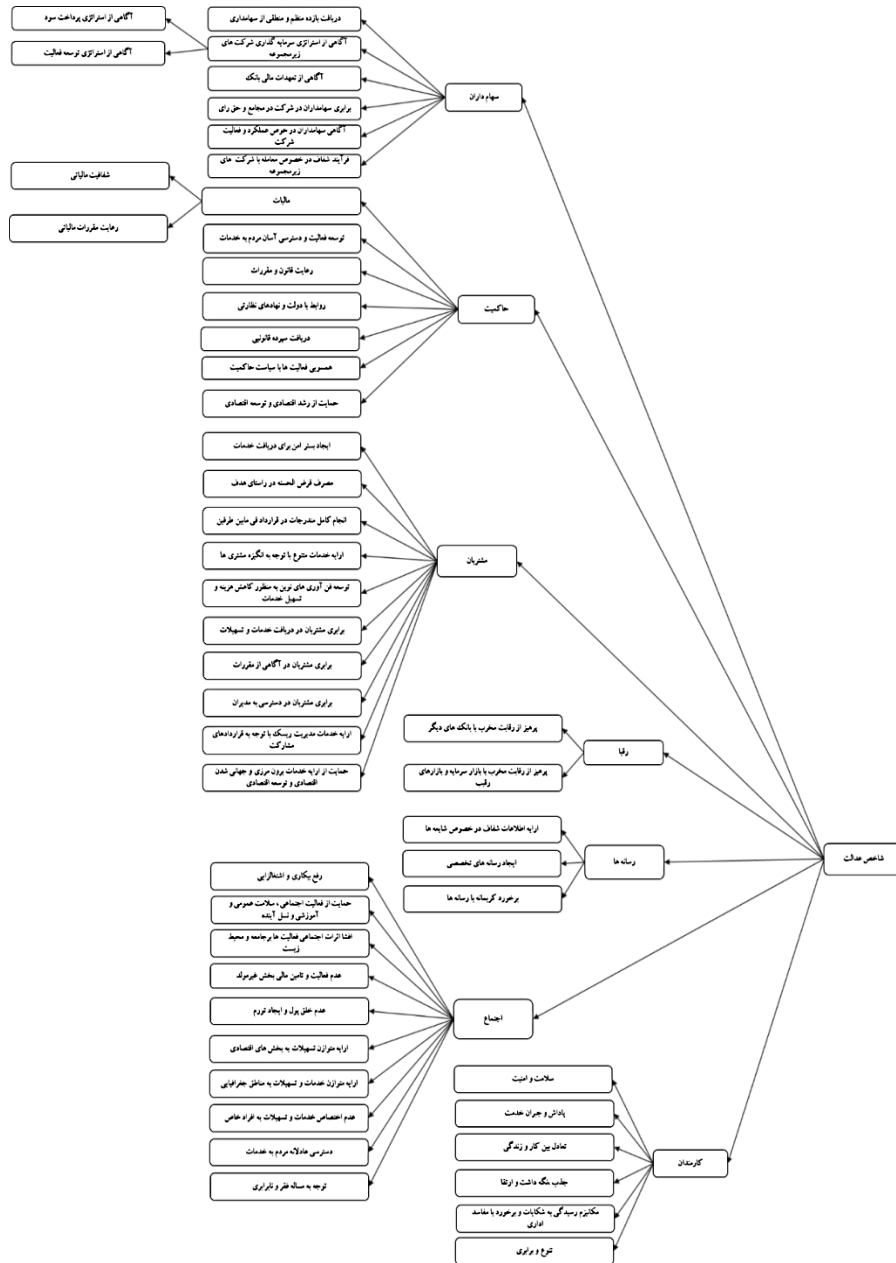 شاخص عدالت
سهام داران
دریافت بازده منظم و منطقی از سهامداری
آگاهی از استراتژی سرمایه گذاری شرکت های
زیرمجموعه
آگاهی از استراتژی پرداخت سود
آگاهی از استراتژی توسعه فعالیت
آگاهی از تعهدات مالی بانک
برابری سهامداران در شرکت در مجامع و حق رای
آگاهی سهامداران در خوص عملکرد و فعالیت
شرکت
فرآیند شفاف در خصوص معامله با شرکت های
زیرمجموعه
حاکمیت
مالیات
شفافیت مالیاتی
رعایت مقررات مالیاتی
توسعه فعالیت و دسترسی آسان مردم به خدمات
رعایت قانون و مقررات
روابط با دولت و نهادهای نظارتی
دریافت سپرده قانونیی
همسویی فعالیت ها با سیاست حاکمیت
حمایت از رشد اقتصادی و توسعه اقتصادی
مشتریان
ایجاد بستر امن برای دریافت خدمات
مصرف قرض الحسنه در راستای هدف
انجام کامل مندرجات در قرارداد فی مابین طرفین
ارایه خدمات متنوع با توجه به انگیزه مشتری ها
توسعه فن آوری های نوین به منظور کاهش هزینه و
تسهیل خدمات
برابری مشتریان در دریافت خدمات و تسهیلات
برابری مشتریان در آگاهی از مقررات
برابری مشتریان در دسترسی به مدیران
ارایه خدمات مدیریت ریسک با توجه به قراردادهای
مشارکت
حمایت از ارایه خدمات برون مرزی و جهانی شدن
اقتصادی و توسعه اقتصادی
رقبا
پرهیز از رقابت مخرب با بانک های دیگر
پرهیز از رقابت مخرب با بازار سرمایه و بازارهای
رقیب
رسانه ها
ارایه اطلاعات شفاف در خصوص شایعه ها
ایجاد رسانه های تخصصی
برخورد کریمانه با رسانه ها
اجتماع
رفع بیکاری و اشتغالزایی
حمایت از فعالیت اجتماعی ، سلامت عمومی و
آموزشی و نسل آینده
افشا اثرات اجتماعی فعالیت ها برجامعه و محیط
زیست
عدم فعالیت و تامین مالی بخش غیرمولد
عدم خلق پول و ایجاد تورم
ارایه متوازن تسهیلات به بخش های اقتصادی
ارایه متوازن خدمات و تسهیلات به مناطق جغرافیایی
عدم اختصاص خدمات و تسهیلات به افراد خاص
دسترسی عادلانه مردم به خدمات
توجه به مساله فقر و نابرابری
کارمندان
سلامت و امنیت
پاداش و جبران خدمت
تعادل بین کار و زندگی
جذب ،نگه داشت و ارتقا
مکانیزم رسیدگی به شکایات و برخورد با مفاسد
اداری
تنوع و برابری